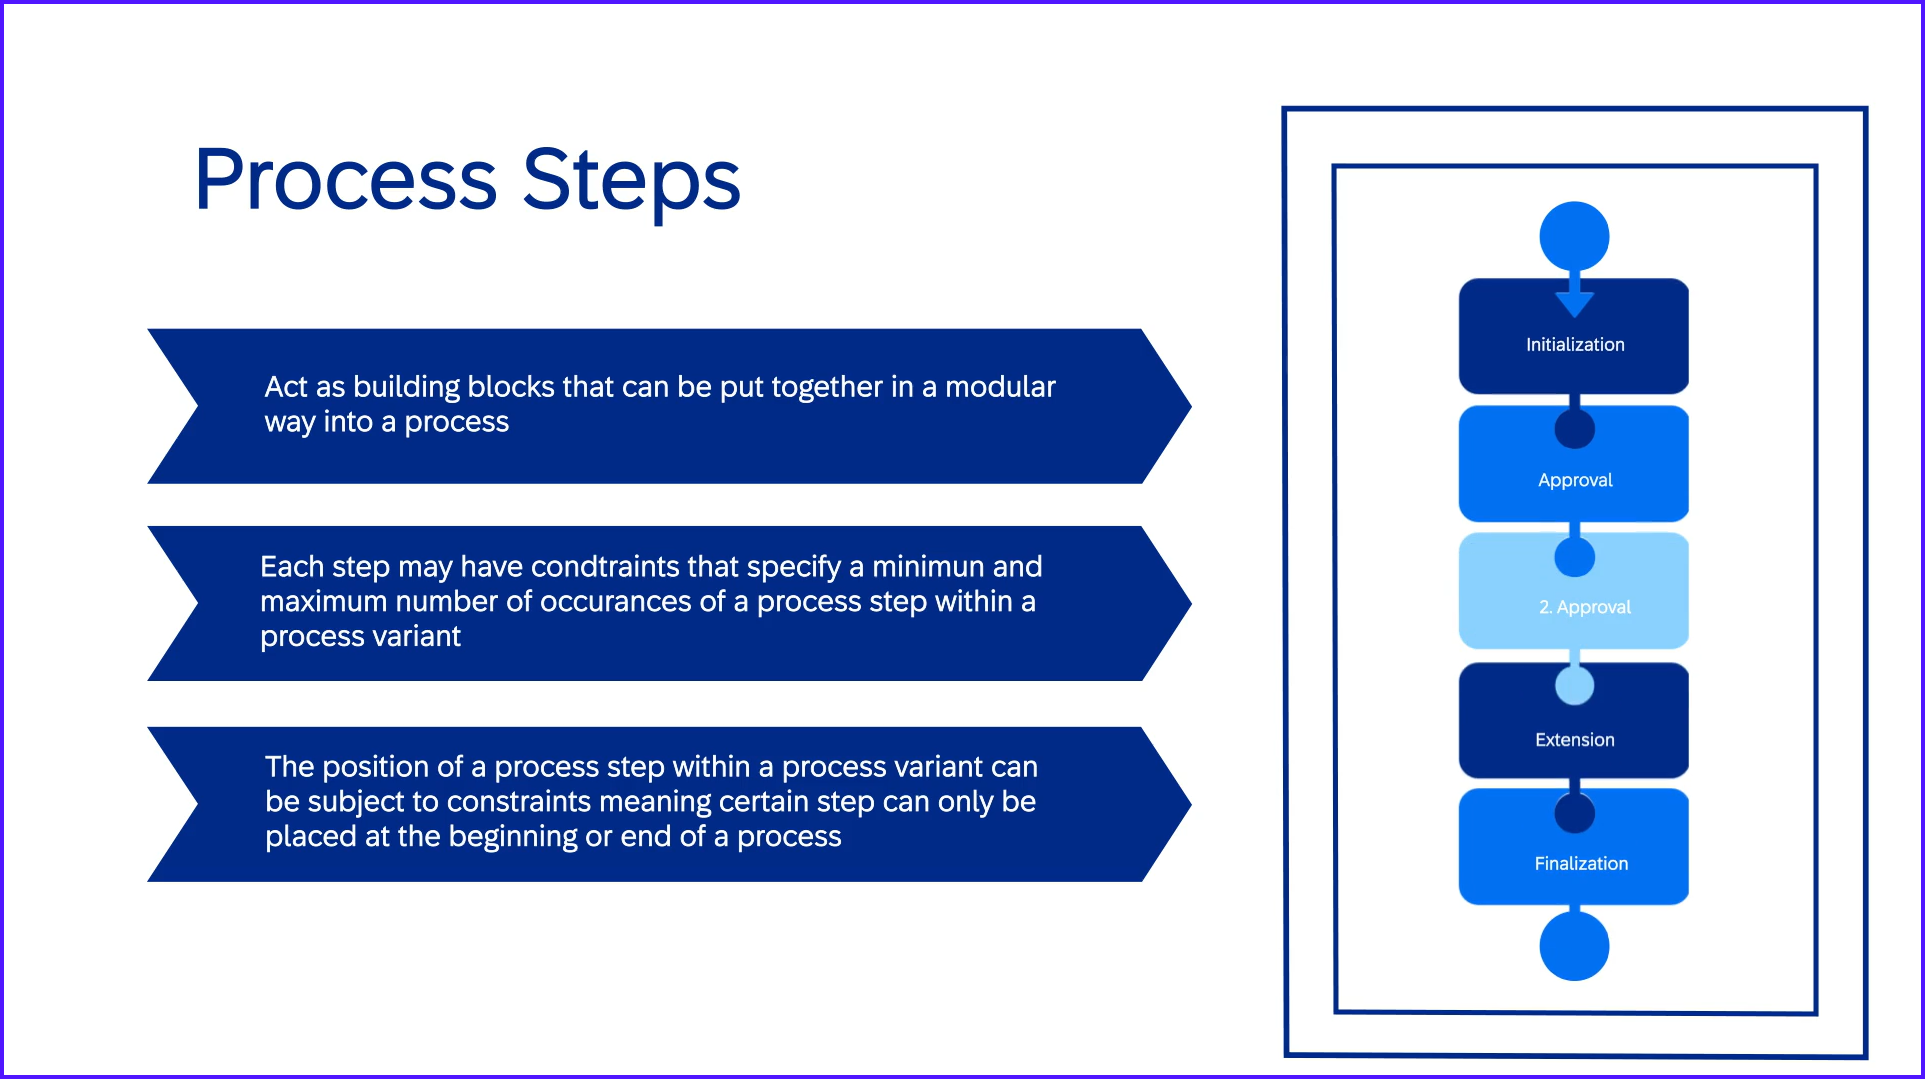 Process Steps
Act as building blocks that can be put together in a modular
way into a process
Each step may have condtraints that specify a minimun and
maximum number of occurances of a process step within a
process variant
The position of a process step within a process variant can
be subject to constraints meaning certain step can only be
placed at the beginning or end of a process
Initialization
Approval
2. Approval
Extension
Finalization